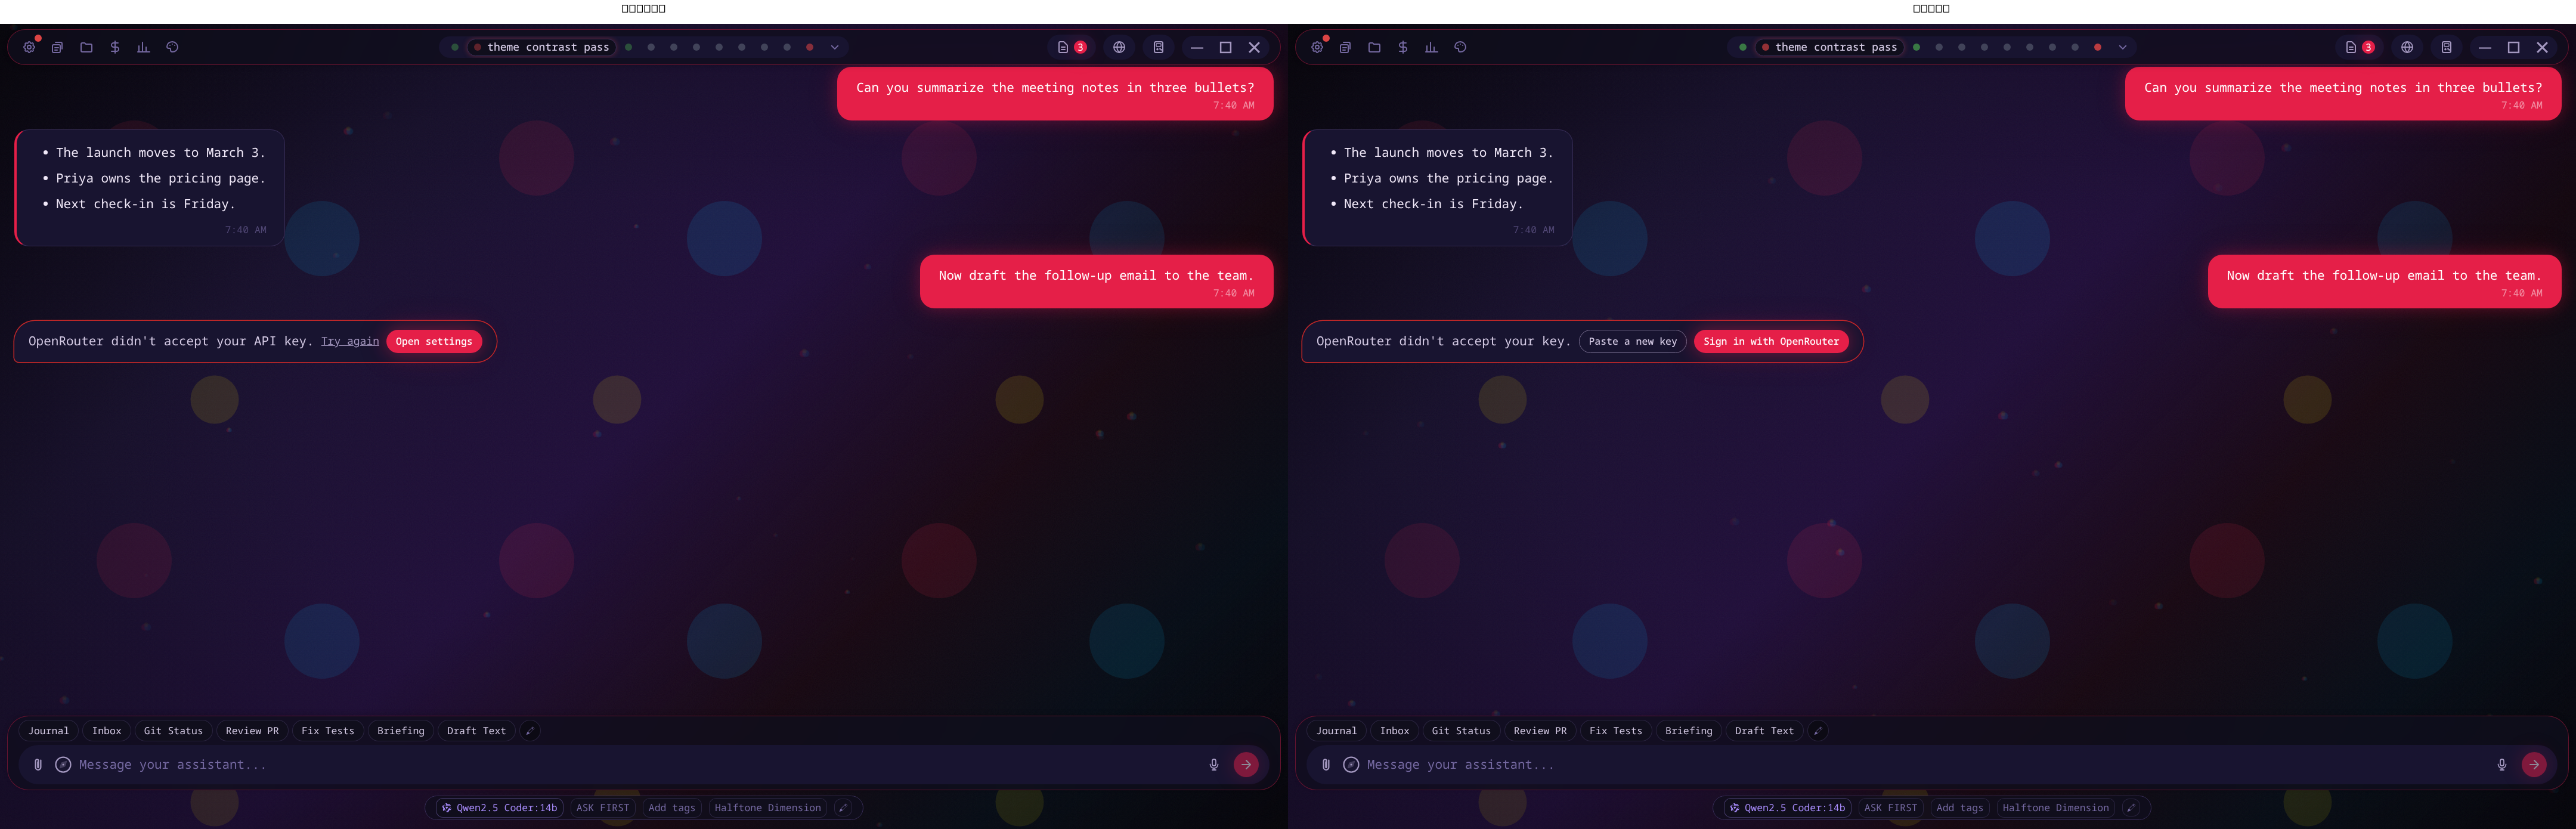 theme contrast pass
3
Can you summarize the meeting notes in three bullets?
7:40 AM
• The launch moves to March 3.
• Priya owns the pricing page.
• Next check-in is Friday.
7:40 AM
Now draft the follow-up email to the team.
7:40 AM
OpenRouter didn't accept your API key. Try again Open settings
Journal Inbox Git Status Review PR Fix Tests Briefing Draft Text
Message your assistant...
Qwen2.5 Coder:14b ASK FIRST Add tags Halftone Dimension
theme contrast pass
3
Can you summarize the meeting notes in three bullets?
7:40 AM
• The launch moves to March 3.
• Priya owns the pricing page.
• Next check-in is Friday.
7:40 AM
Now draft the follow-up email to the team.
7:40 AM
OpenRouter didn't accept your key. Paste a new key Sign in with OpenRouter
Journal Inbox Git Status Review PR Fix Tests Briefing Draft Text
Message your assistant...
Qwen2.5 Coder:14b ASK FIRST Add tags Halftone Dimension